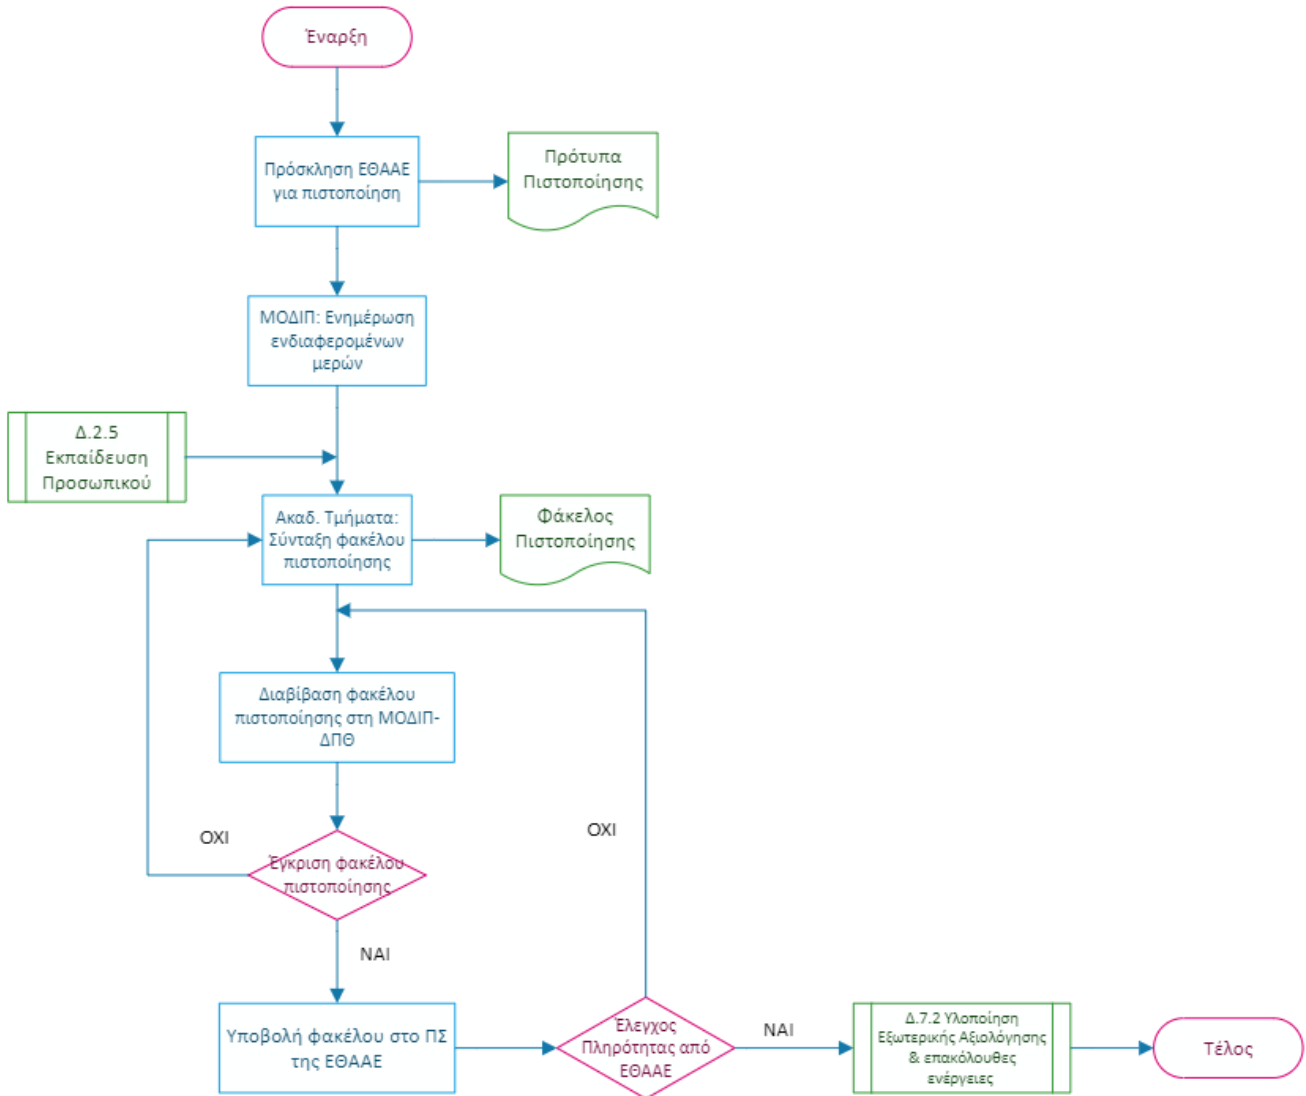 Έναρξη
Πρόσκληση ΕΘΑΑΕ
για πιστοποίηση
Πρότυπα
Πιστοποίησης
ΜΟΔΙΠ: Ενημέρωση
ενδιαφερομένων
μερών
Δ.2.5
Εκπαίδευση
Προσωπικού
Ακαδ. Τμήματα:
Σύνταξη φακέλου
πιστοποίησης
Φάκελος
Πιστοποίησης
Διαβίβαση φακέλου
πιστοποίησης στη ΜΟΔΙΠ-
ΔΠΘ
ΟΧΙ
Έγκριση φακέλου
πιστοποίησης
ΟΧΙ
ΝΑΙ
Υποβολή φακέλου στο ΠΣ
της ΕΘΑΑΕ
Έλεγχος
Πληρότητας από
ΕΘΑΑΕ
ΝΑΙ
Δ.7.2 Υλοποίηση
Εξωτερικής Αξιολόγησης
& επακόλουθες
ενέργειες
Τέλος